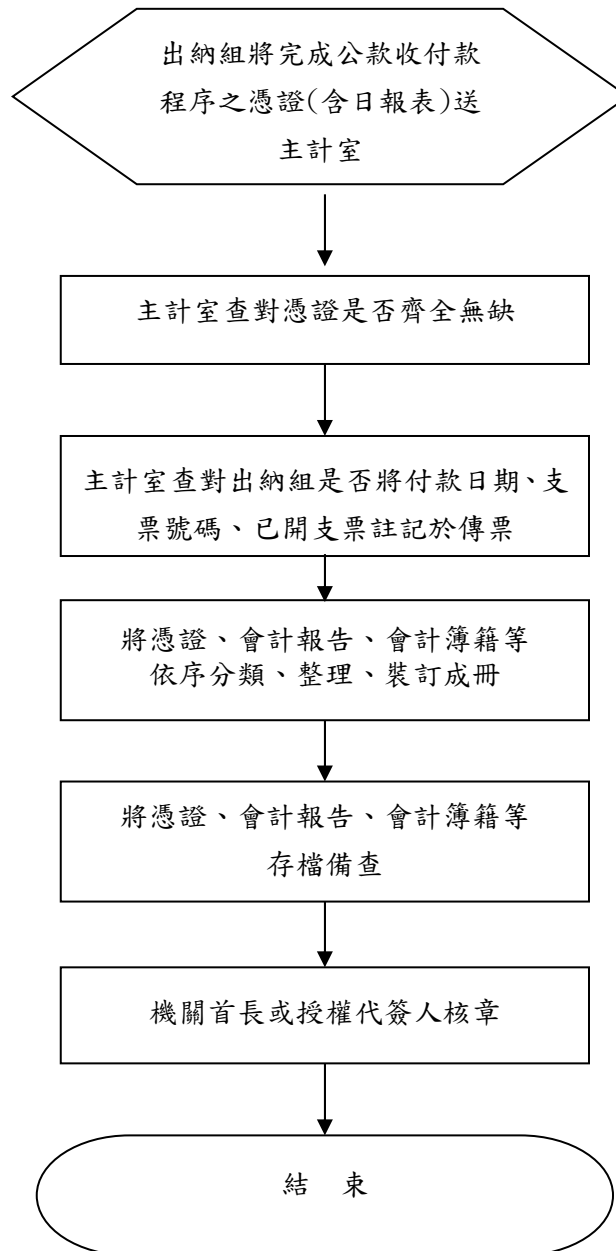 出納組將完成公款收付款
程序之憑證(含日報表)送
主計室
主計室查對憑證是否齊全無缺
主計室查對出納組是否將付款日期、支
票號碼、已開支票註記於傳票
將憑證、會計報告、會計簿籍等
依序分類、整理、裝訂成冊
將憑證、會計報告、會計簿籍等
存檔備查
機關首長或授權代簽人核章
結　束